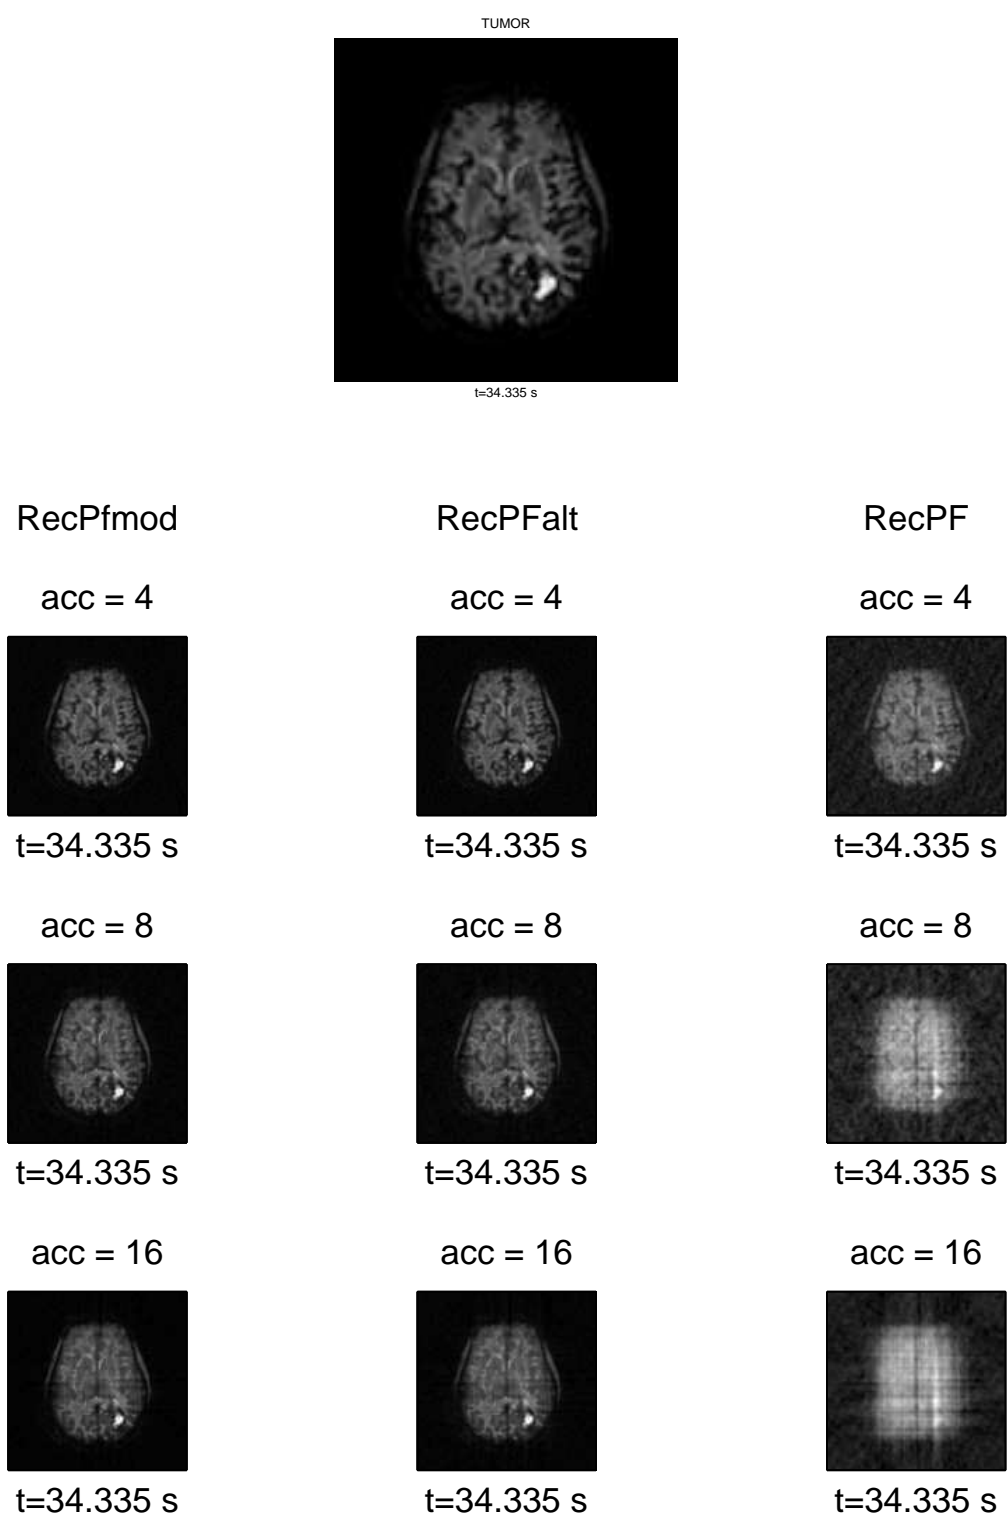 TUMOR
t=34.335 s
RecPfmod RecPFalt RecPF
acc = 4 acc = 4 acc = 4
t=34.335 s t=34.335 s t=34.335 s
acc = 8 acc = 8 acc = 8
t=34.335 s t=34.335 s t=34.335 s
acc = 16 acc = 16 acc = 16
t=34.335 s t=34.335 s t=34.335 s